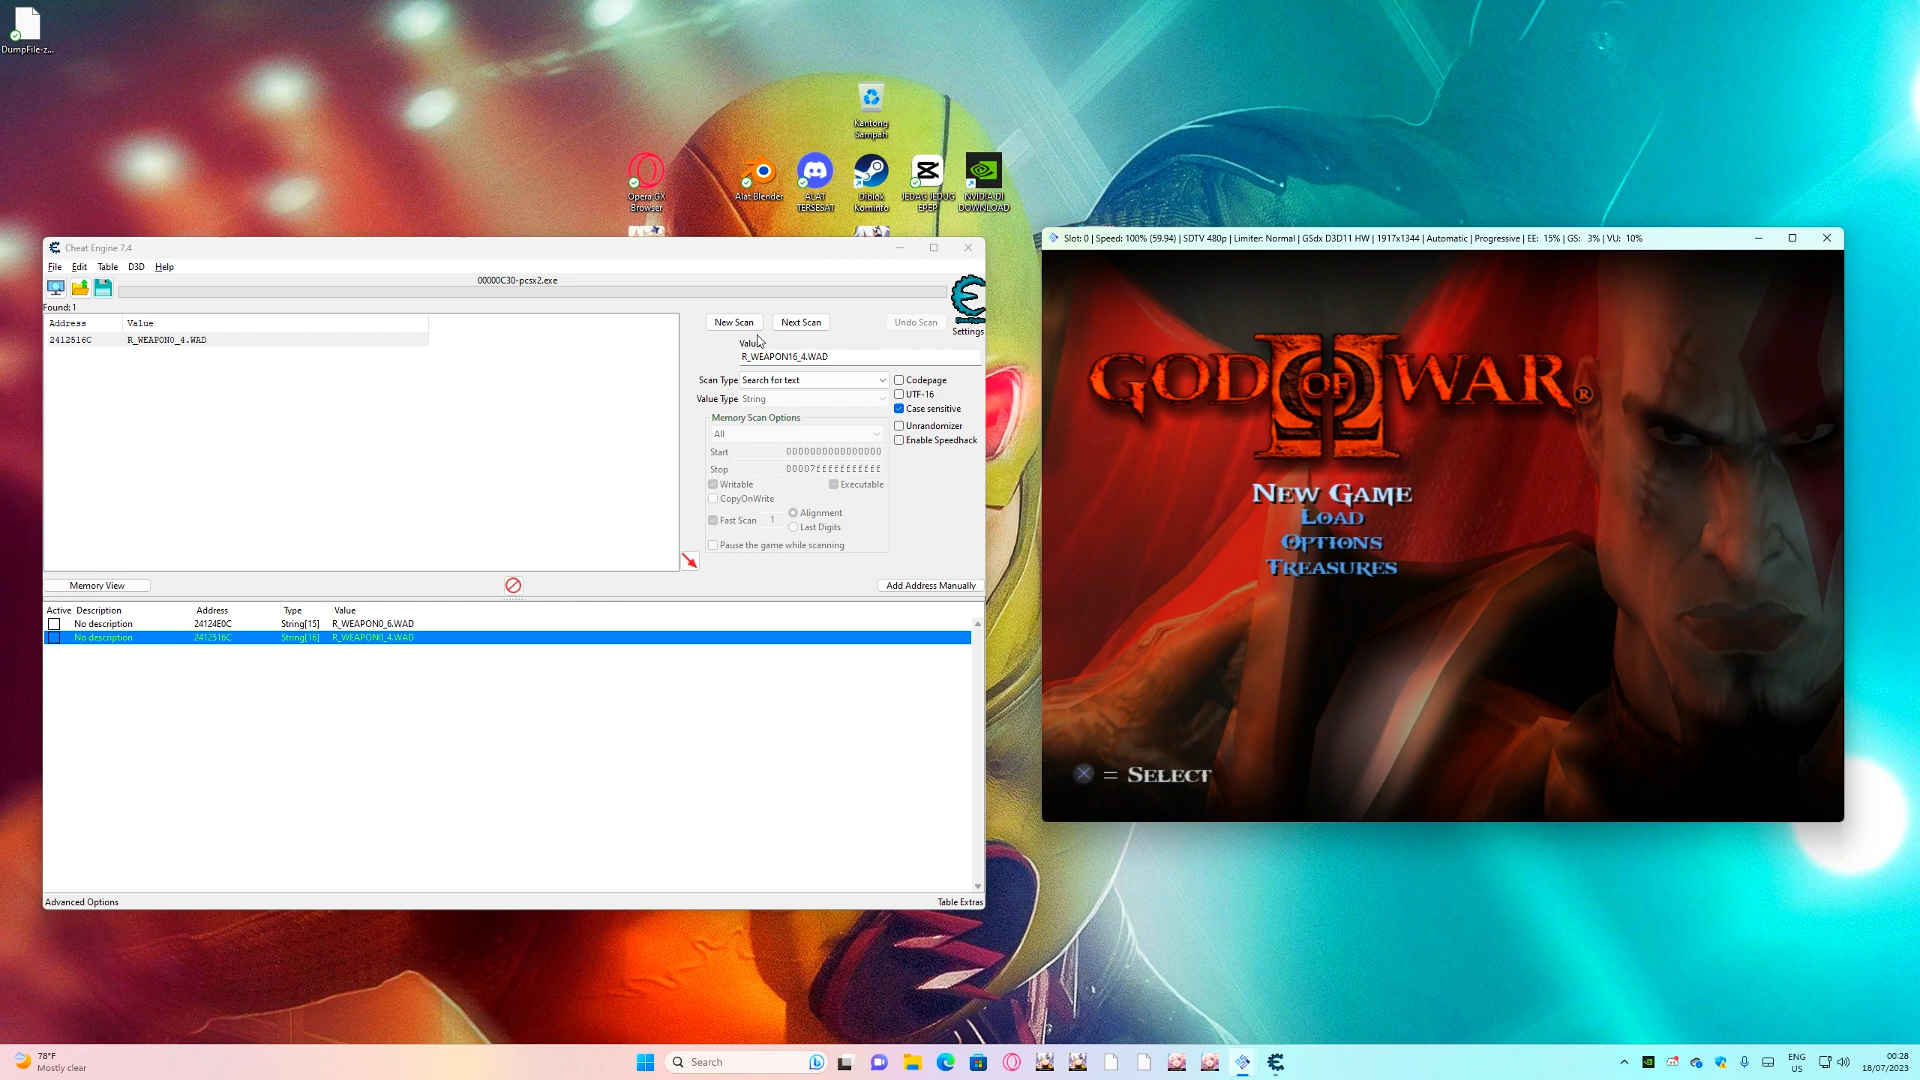 DumpFile-z...
Kantong
Sampah
Opera GX
Browser
Alat Blender
ALAT
TERSESAT
Diblok
Kominfo
JEDAG JEDUG
EPEP
NVIDIA DI
DOWNLOAD
Cheat Engine 7.4
File Edit Table D3D Help
00000C30-pcsx2.exe
Found: 1
Address Value
2412516C R_WEAPON0_4.WAD
New Scan Next Scan Undo Scan
Settings
Value
R_WEAPON16_4.WAD
Scan Type Search for text
Value Type String
Codepage
UTF-16
Case sensitive
Unrandomizer
Enable Speedhack
Memory Scan Options
All
Start 0000000000000000
Stop 00007fffffffffff
Writable Executable
CopyOnWrite
Fast Scan 1 Alignment
Last Digits
Pause the game while scanning
Memory View
Add Address Manually
Active Description Address Type Value
No description 24124E0C String[15] R_WEAPON0_6.WAD
No description 2412516C String[16] R_WEAPON0_4.WAD
Advanced Options Table Extras
Slot: 0 | Speed: 100% (59.94) | SDTV 480p | Limiter: Normal | GSdx D3D11 HW | 1917x1344 | Automatic | Progressive | EE: 15% | GS: 3% | VU: 10%
GOD OF WAR®
II
NEW GAME
LOAD
OPTIONS
TREASURES
= SELECT
78°F
Mostly clear
Search
ENG
US
00:28
18/07/2023